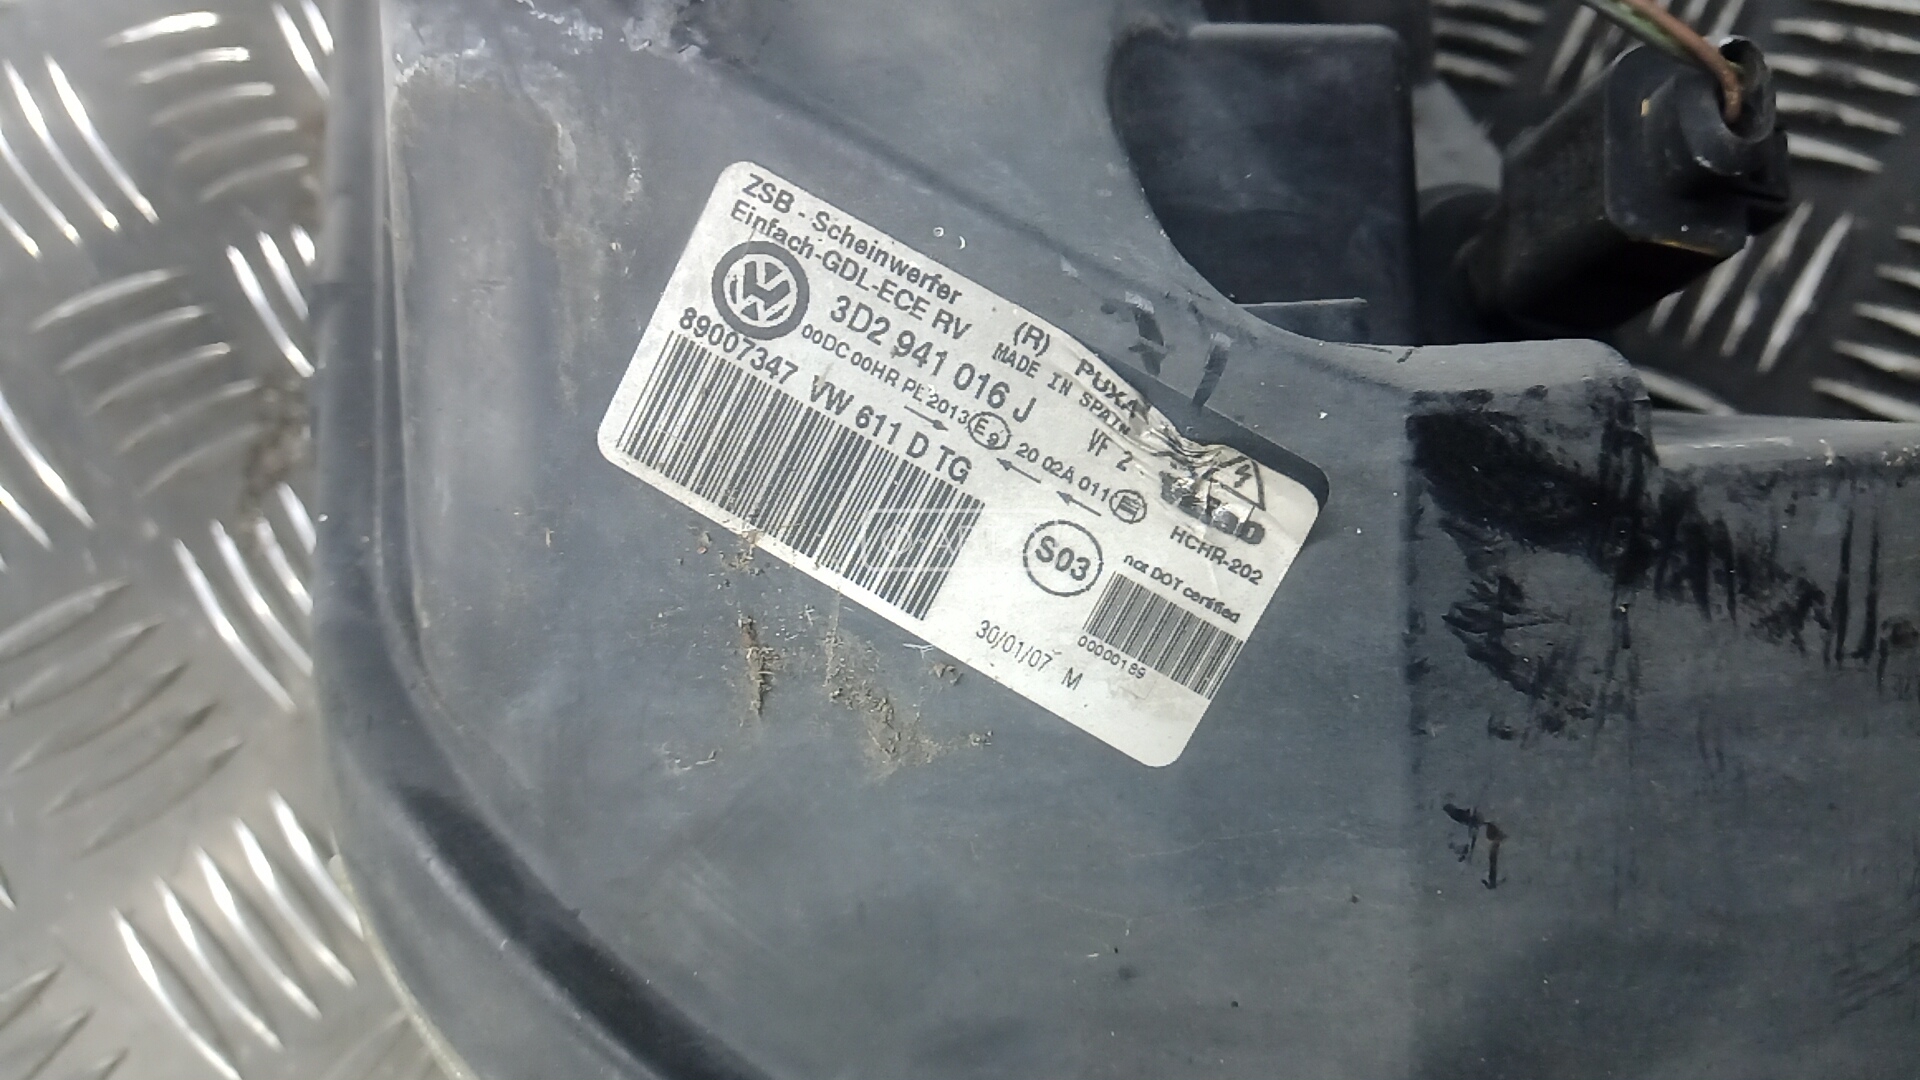 ZSB - Scheinwerfer
Einfach-GDL-ECE RV (R) PUXA
3D2 941 016 J MADE IN SPAIN
00DC 00HR PL 2013 E9 20 02A 011 VF 2
89007347 VW 611 D TG
4
HCHR-202
S03
not DOT certified
00000189
30/01/07 M